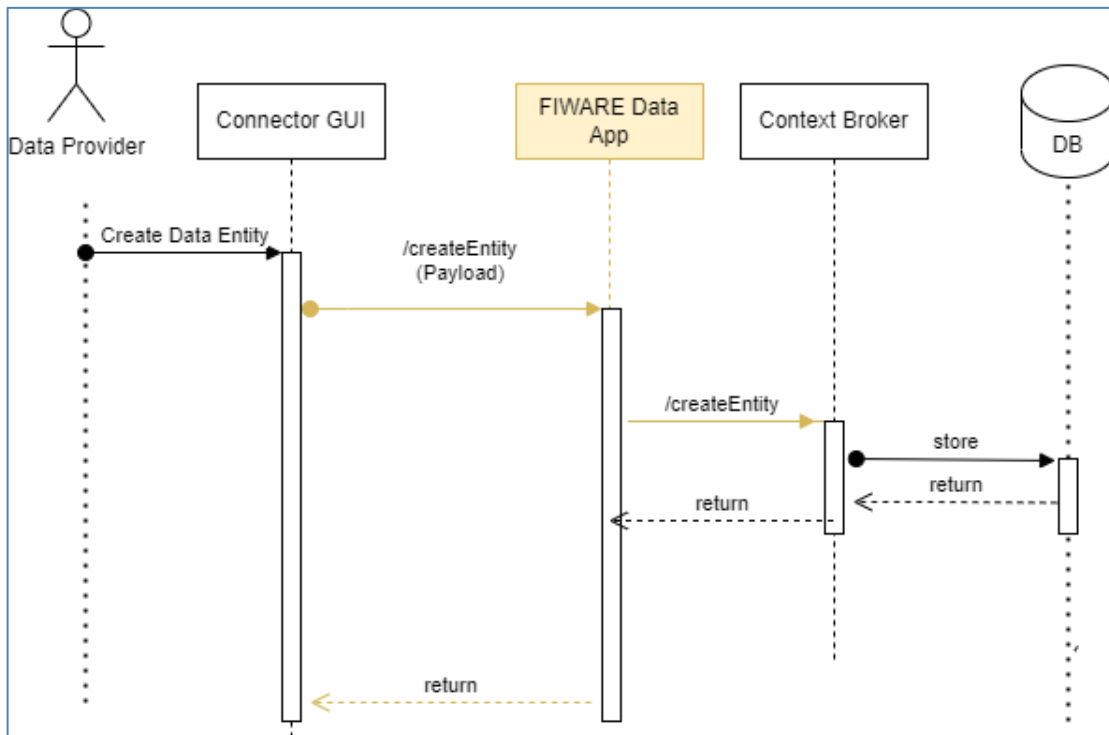 Data Provider
Connector GUI
FIWARE Data
App
Context Broker
DB
Create Data Entity
/createEntity
(Payload)
/createEntity
store
return
return
return